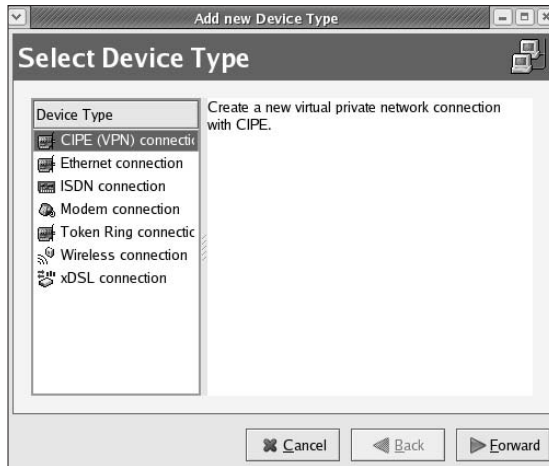 Add new Device Type
Select Device Type
Device Type
CIPE (VPN) connectic
Ethernet connection
ISDN connection
Modem connection
Token Ring connectic
Wireless connection
xDSL connection
Create a new virtual private network connection
with CIPE.
Cancel
Back
Forward